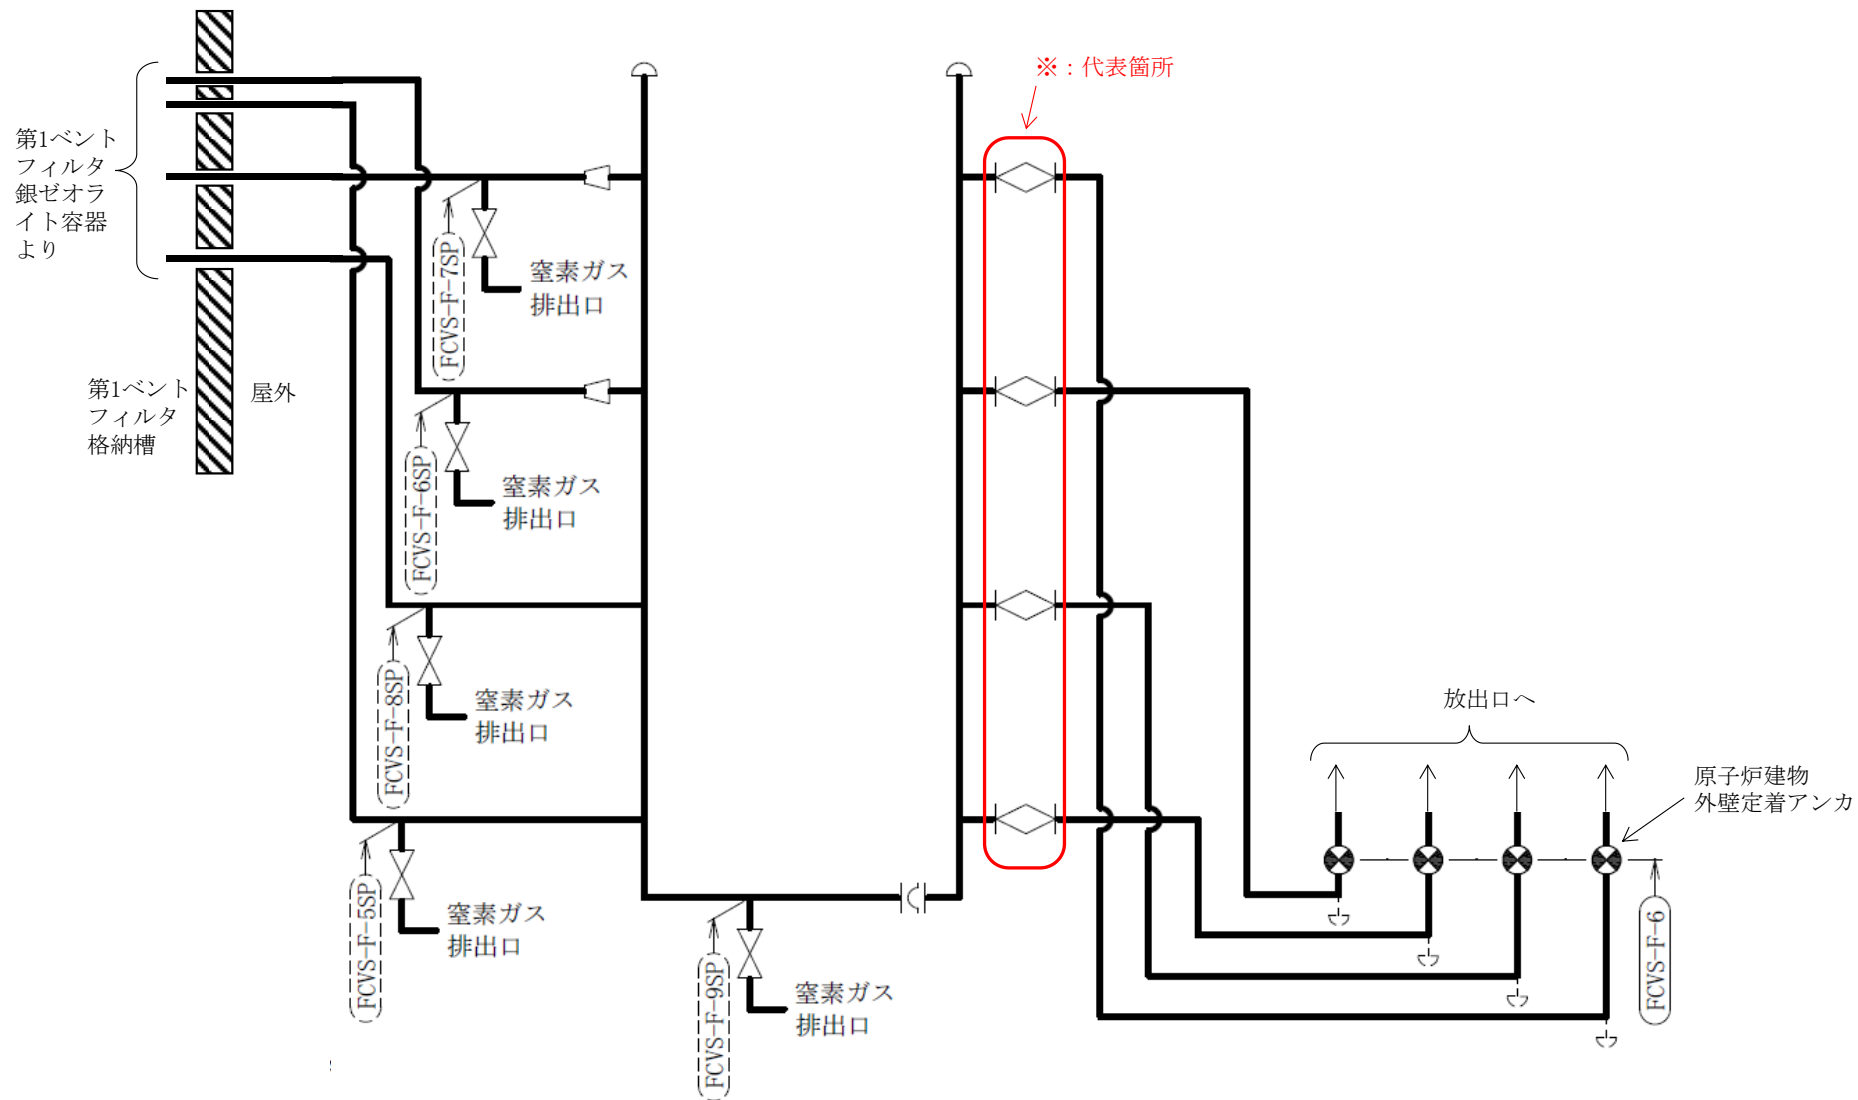 ※：代表箇所
第1ベント
フィルタ
銀ゼオラ
イト容器
より
窒素ガス
排出口
FCVS-F-7SP
第1ベント
フィルタ
格納槽
屋外
窒素ガス
排出口
FCVS-F-6SP
窒素ガス
排出口
FCVS-F-8SP
放出口へ
原子炉建物
外壁定着アンカ
窒素ガス
排出口
FCVS-F-5SP
FCVS-F-6
窒素ガス
排出口
FCVS-F-9SP